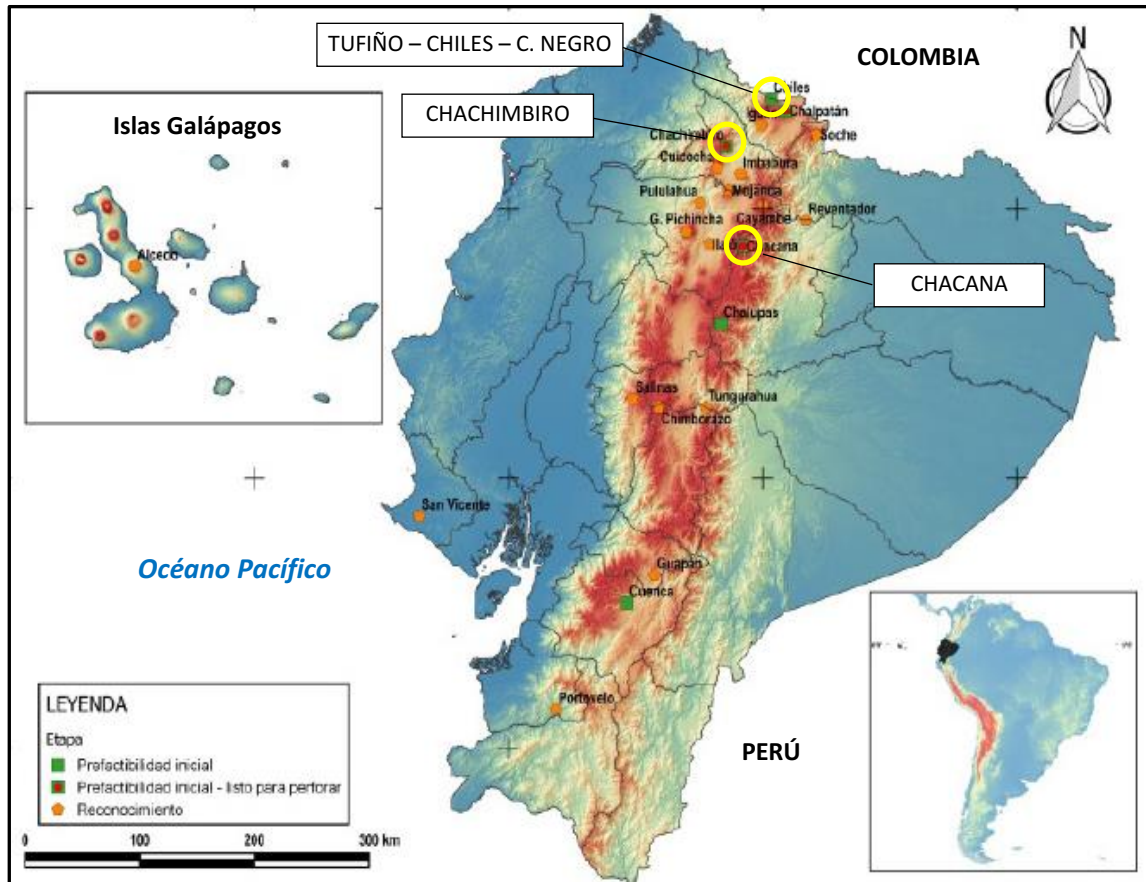 TUFIÑO – CHILES – C. NEGRO
COLOMBIA
N
Islas Galápagos
CHACHIMBIRO
Chiles
Chalpatán
Soche
Cuicocha
Imbabura
Pululahua
Mojanda
Reventador
G. Pichincha
Cayambe
Alcedo
Chacana
CHACANA
Chalupas
Salinas
Tungurahua
Chimborazo
San Vicente
Océano Pacífico
Guapán
Cuenca
Portovelo
PERÚ
LEYENDA
Etapa
Prefactibilidad inicial
Prefactibilidad inicial - listo para perforar
Reconocimiento
0 100 200 300 km